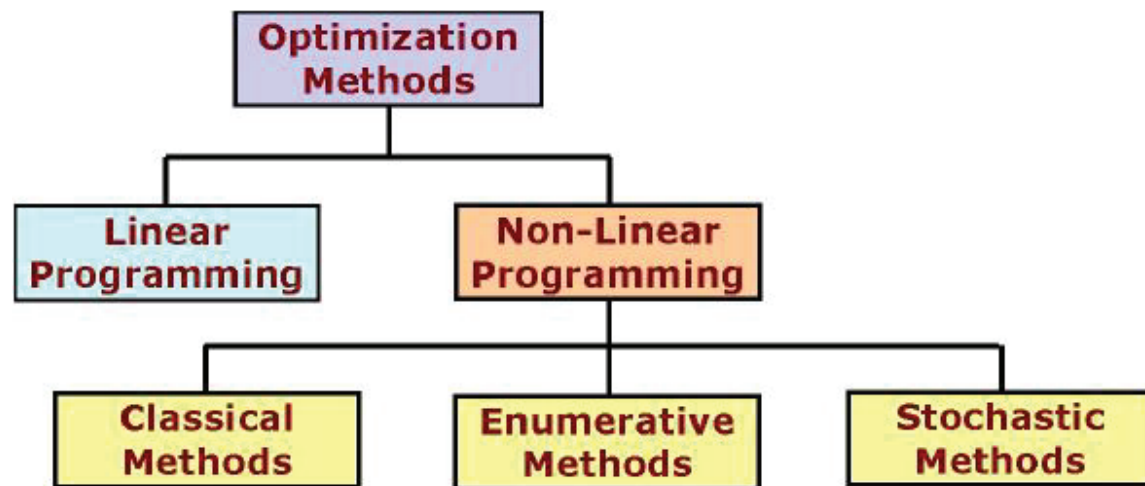 Optimization
Methods
Linear
Programming
Non-Linear
Programming
Classical
Methods
Enumerative
Methods
Stochastic
Methods